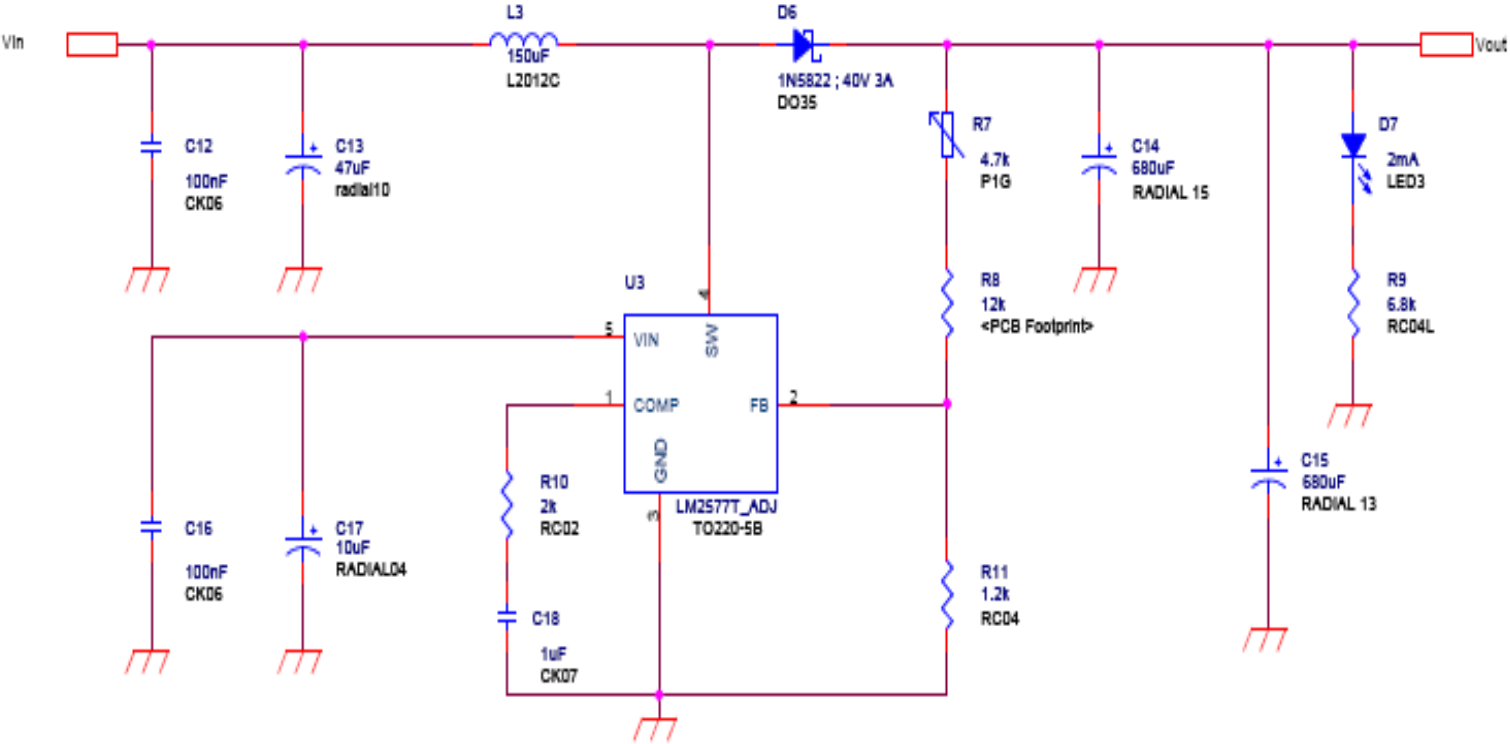 L3
D6
VIn
150uF
L2012C
1N5822 ; 40V 3A
DO35
Vout
C12
100nF
CK06
C13
47uF
radial10
R7
4.7k
P1G
C14
680uF
RADIAL 15
D7
2mA
LED3
U3
R8
12k
<PCB Footprint>
R9
6.8k
RC04L
4
5
VIN
SW
1
COMP
FB
2
GND
3
LM2577T_ADJ
TO220-5B
R10
2k
RC02
C15
680uF
RADIAL 13
C16
100nF
CK06
C17
10uF
RADIAL04
C18
1uF
CK07
R11
1.2k
RC04